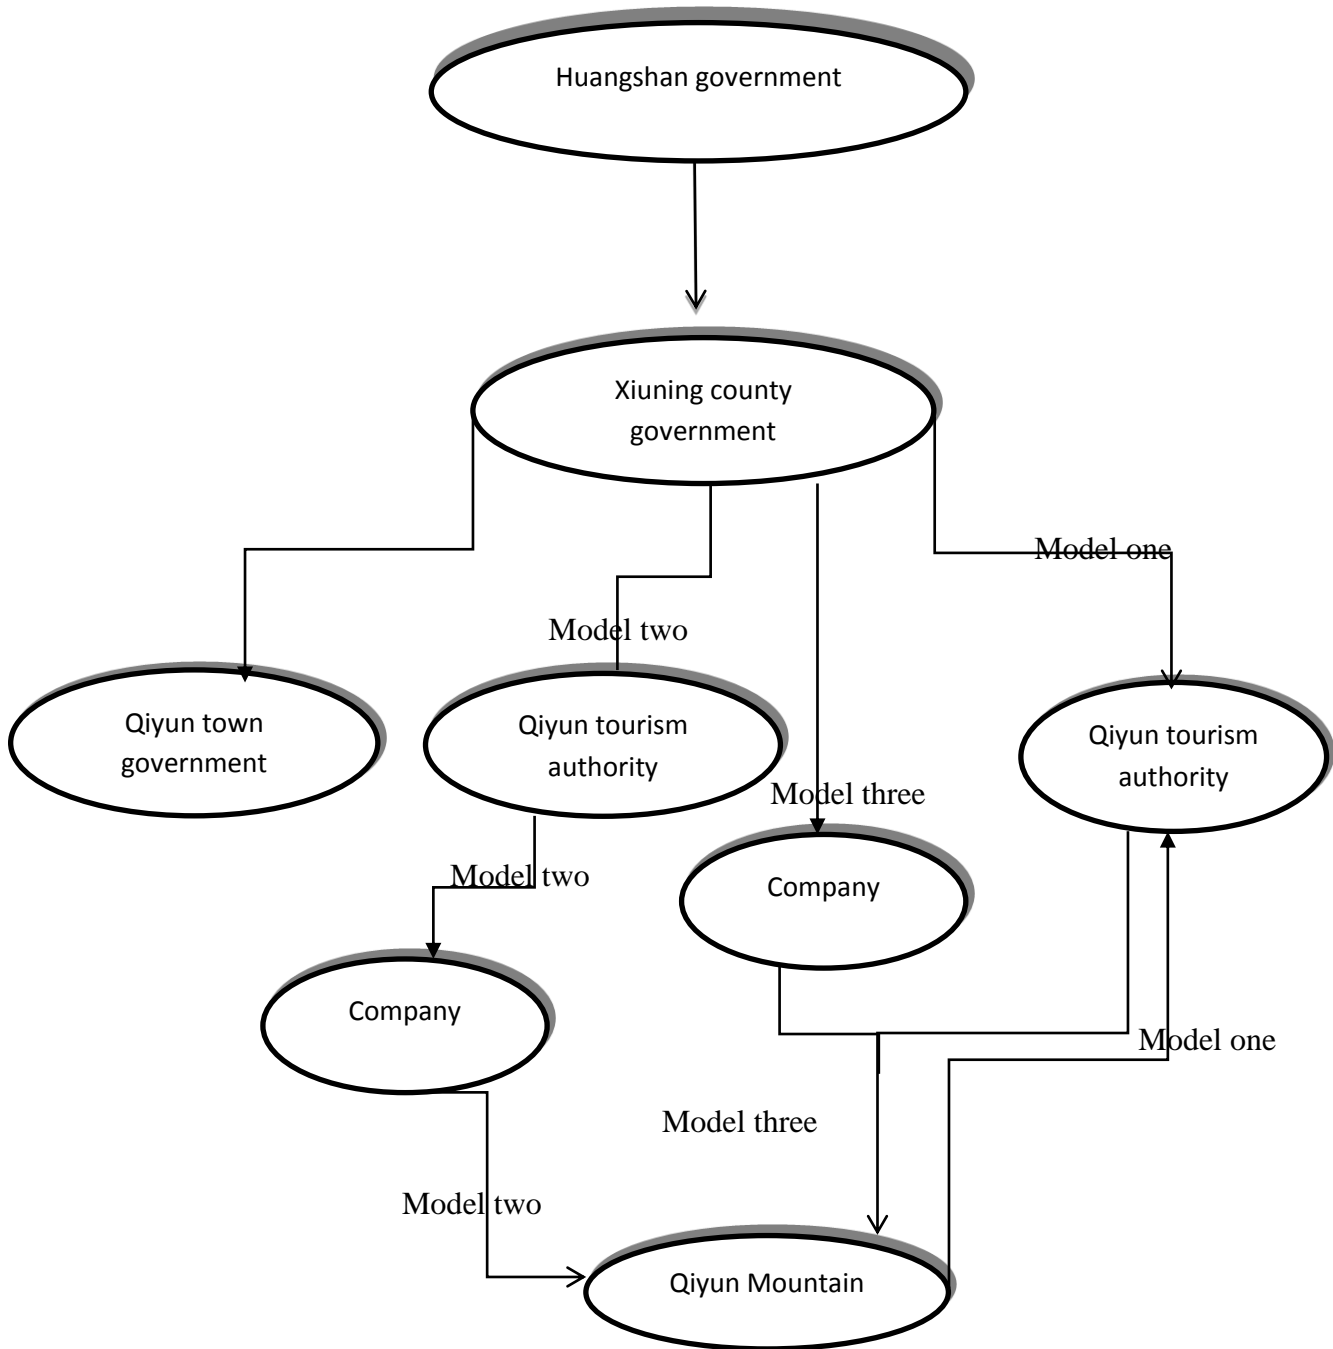 Huangshan government
Xiuning county
government
Model one
Model two
Qiyun town
government
Qiyun tourism
authority
Qiyun tourism
authority
Model three
Model two
Company
Company
Model one
Model three
Model two
Qiyun Mountain